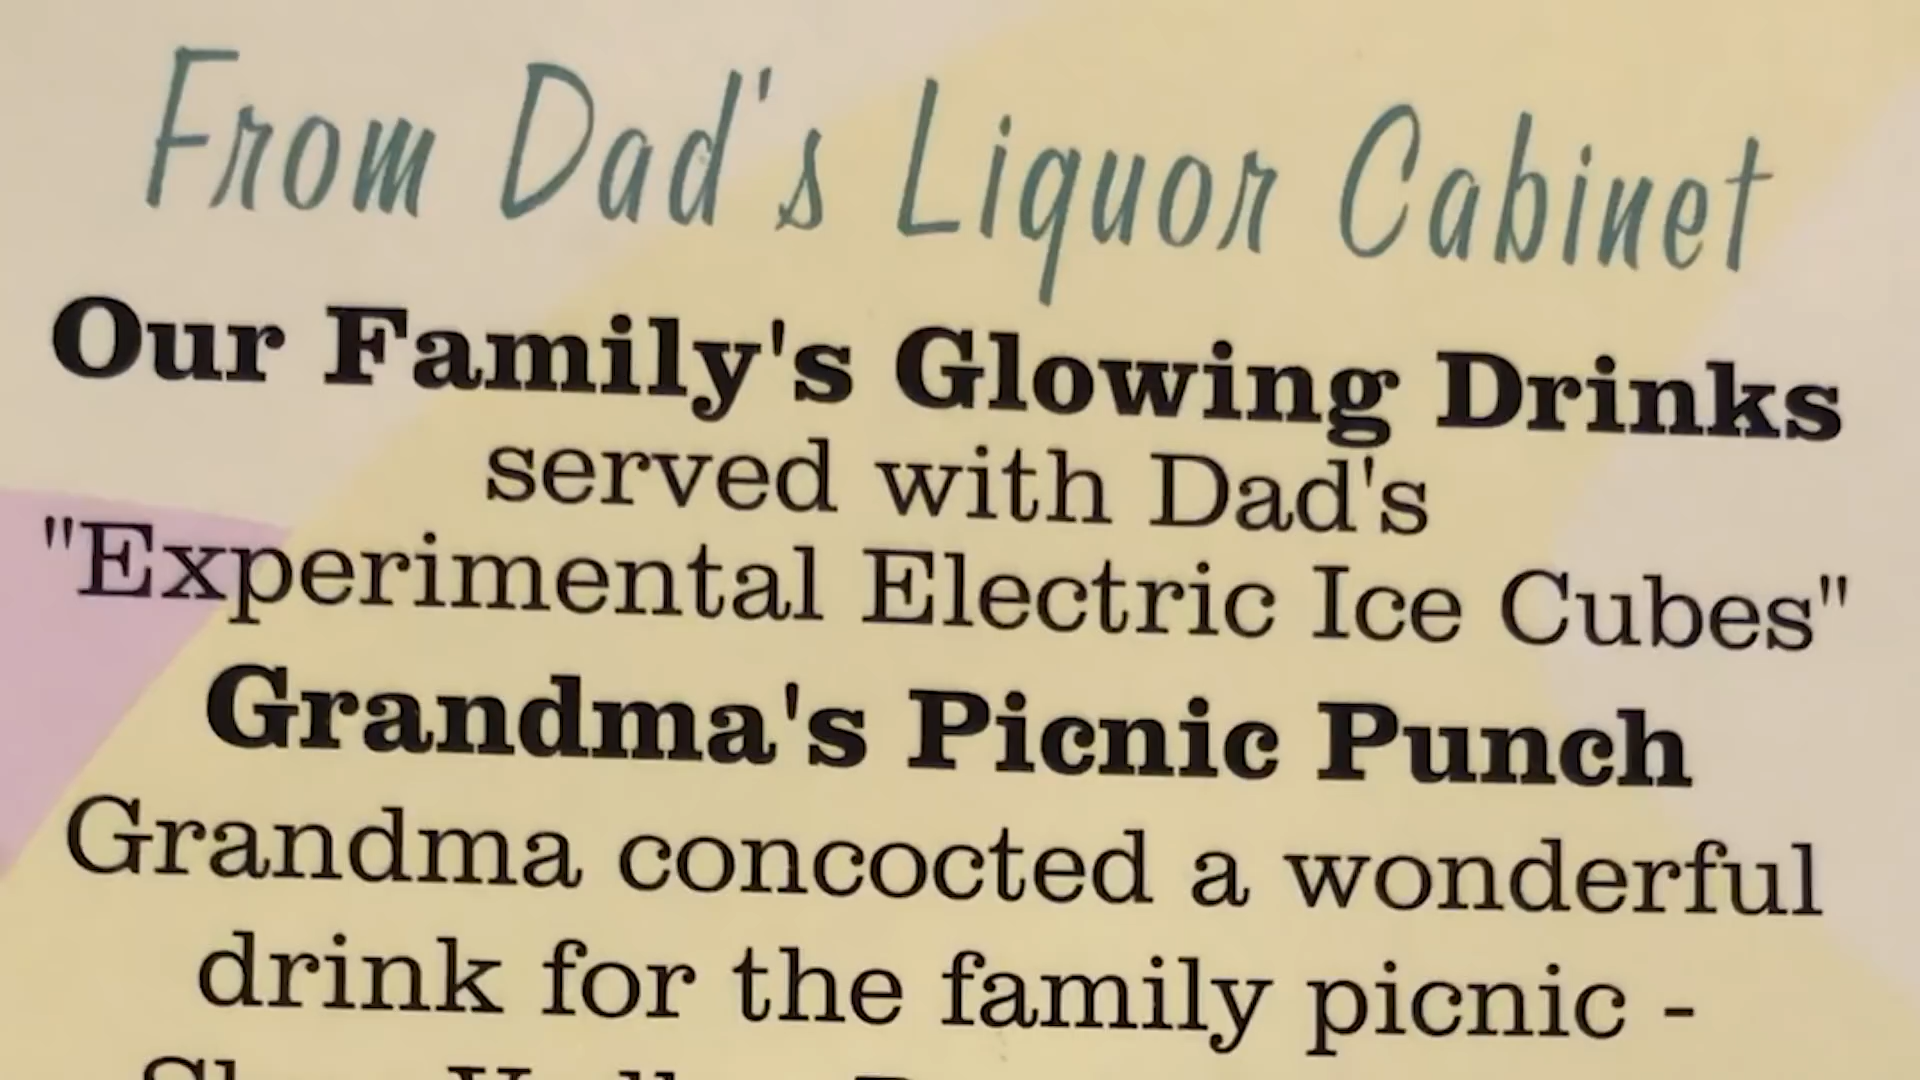 From Dad's Liquor Cabinet
Our Family's Glowing Drinks
served with Dad's
"Experimental Electric Ice Cubes"
Grandma's Picnic Punch
Grandma concocted a wonderful
drink for the family picnic -